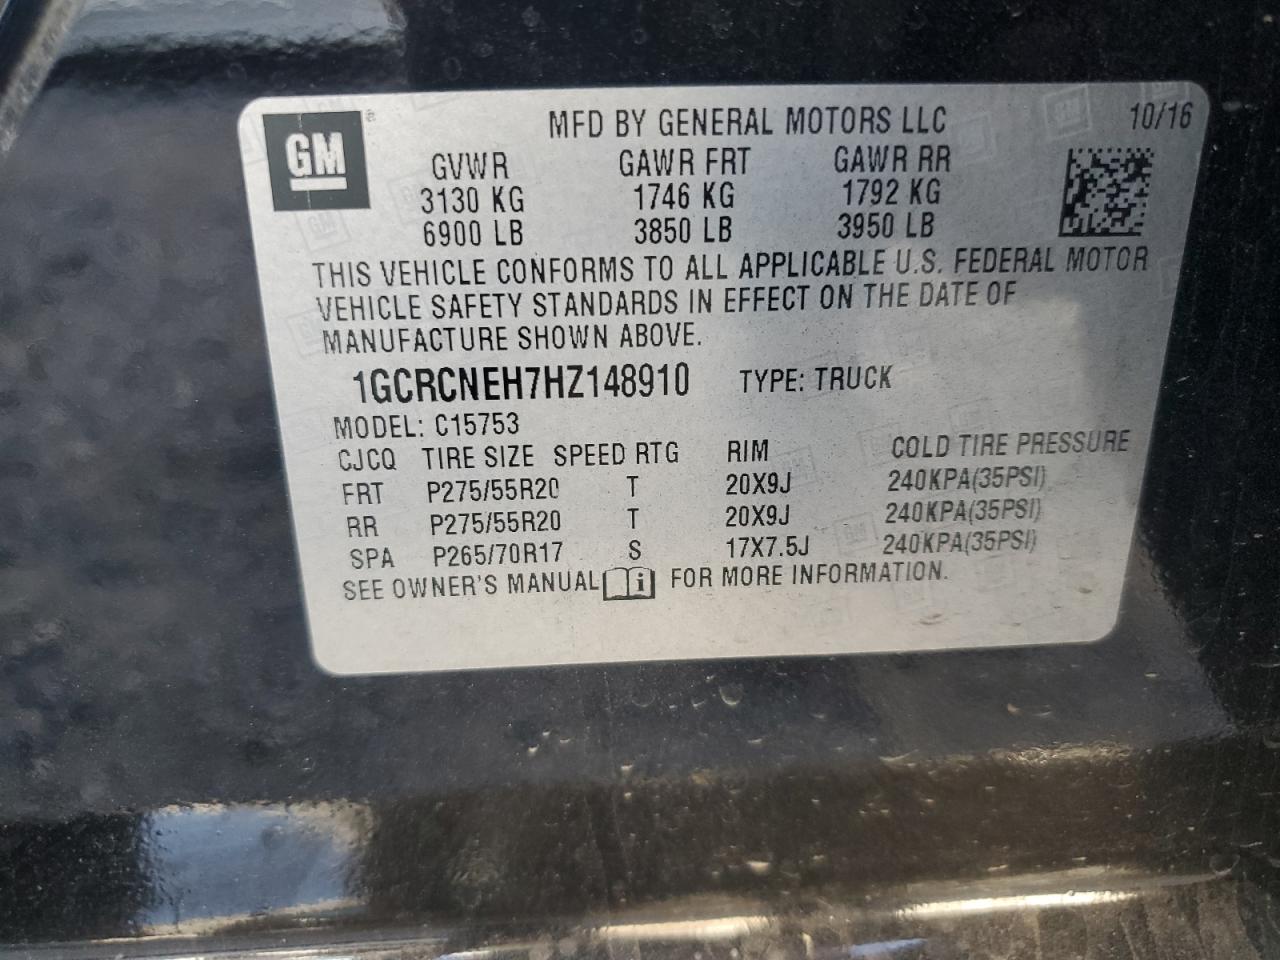 GM
MFD BY GENERAL MOTORS LLC 10/16
GVWR GAWR FRT GAWR RR
3130 KG 1746 KG 1792 KG
6900 LB 3850 LB 3950 LB
THIS VEHICLE CONFORMS TO ALL APPLICABLE U.S. FEDERAL MOTOR
VEHICLE SAFETY STANDARDS IN EFFECT ON THE DATE OF
MANUFACTURE SHOWN ABOVE.
1GCRCNEH7HZ148910 TYPE: TRUCK
MODEL: C15753
CJCQ TIRE SIZE SPEED RTG RIM COLD TIRE PRESSURE
FRT P275/55R20 T 20X9J 240KPA(35PSI)
RR P275/55R20 T 20X9J 240KPA(35PSI)
SPA P265/70R17 S 17X7.5J 240KPA(35PSI)
SEE OWNER'S MANUAL i FOR MORE INFORMATION.